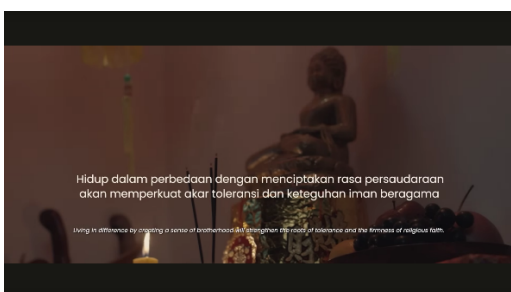 Hidup dalam perbedaan dengan menciptakan rasa persaudaraan
akan memperkuat akar toleransi dan keteguhan iman beragama
Living in difference by creating a sense of brotherhood will strengthen the roots of tolerance and the firmness of religious faith.